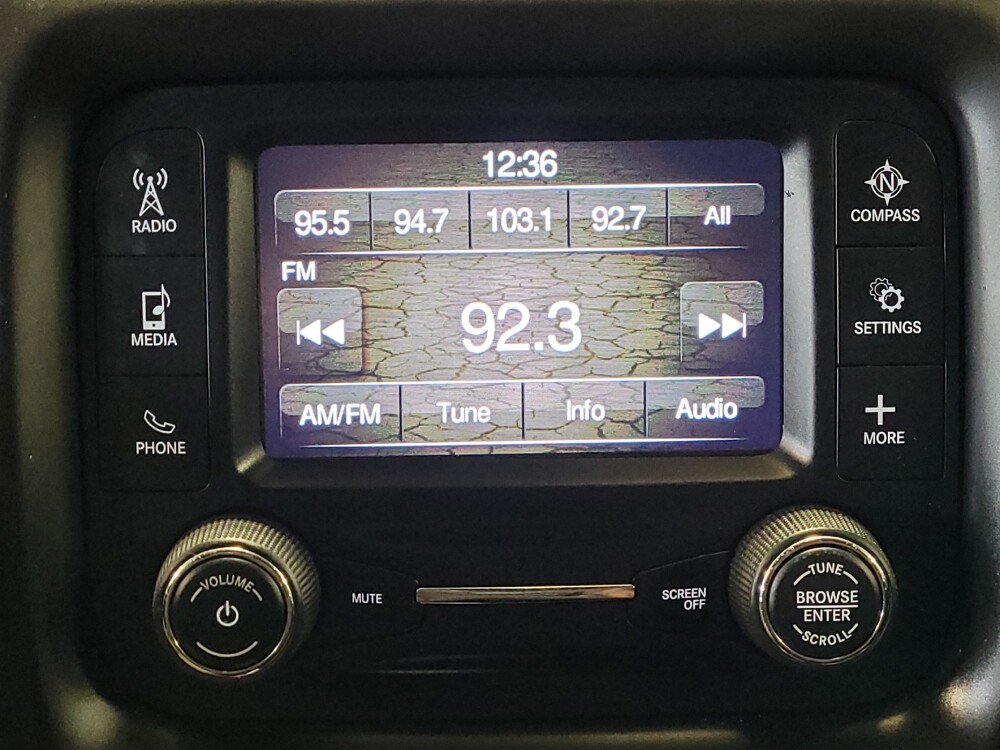 12:36
95.5 94.7 103.1 92.7 All
FM
92.3
AM/FM Tune Info Audio
RADIO
MEDIA
PHONE
N
COMPASS
SETTINGS
MORE
VOLUME
MUTE
SCREEN
OFF
TUNE
BROWSE
ENTER
SCROLL